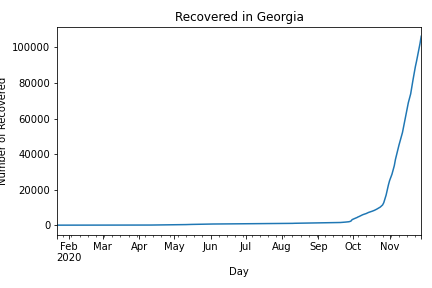 Recovered in Georgia
Number of Recovered
100000
80000
60000
40000
20000
0
Feb
2020
Mar
Apr
May
Jun
Jul
Aug
Sep
Oct
Nov
Day